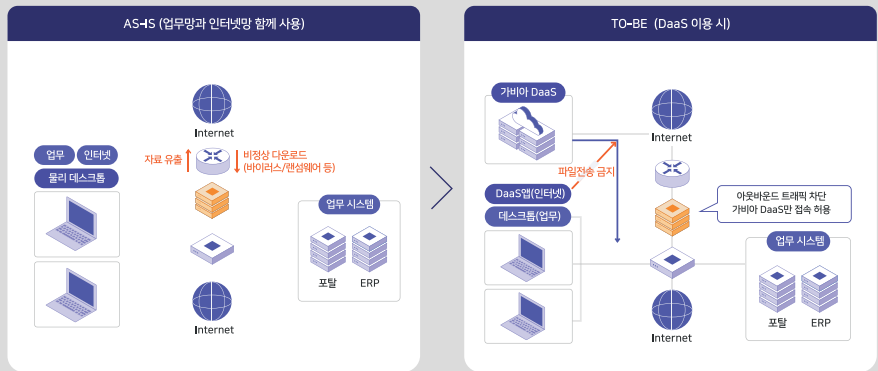 AS-IS (업무망과 인터넷망 함께 사용)
Internet
업무
인터넷
물리 데스크톱
자료 유출
비정상 다운로드
(바이러스/랜섬웨어 등)
업무 시스템
포탈
ERP
Internet
TO-BE (DaaS 이용 시)
가비아 DaaS
Internet
파일전송 금지
DaaS앱(인터넷)
데스크톱(업무)
아웃바운드 트래픽 차단
가비아 DaaS만 접속 허용
업무 시스템
포탈
ERP
Internet